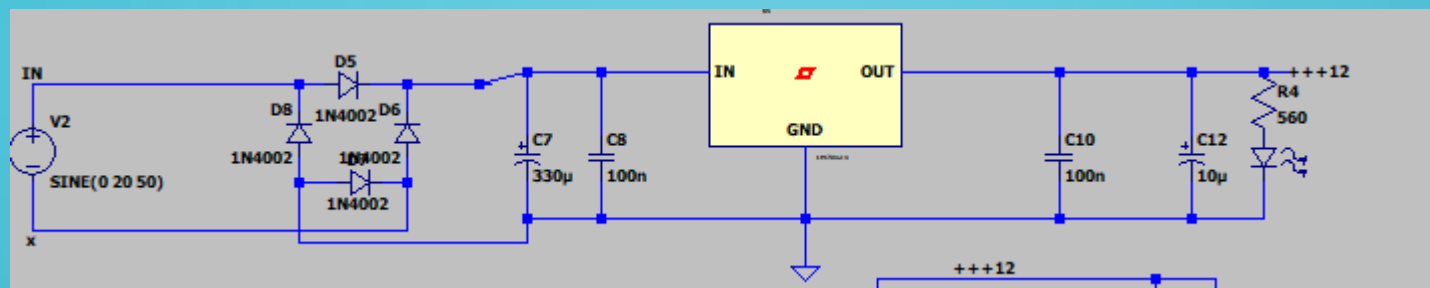 IN
V2
SINE(0 20 50)
x
D5
1N4002
D8
1N4002
D6
1N4002
1N4002
C7
330µ
C8
100n
IN
OUT
GND
C10
100n
C12
10µ
+++12
R4
560
+++12